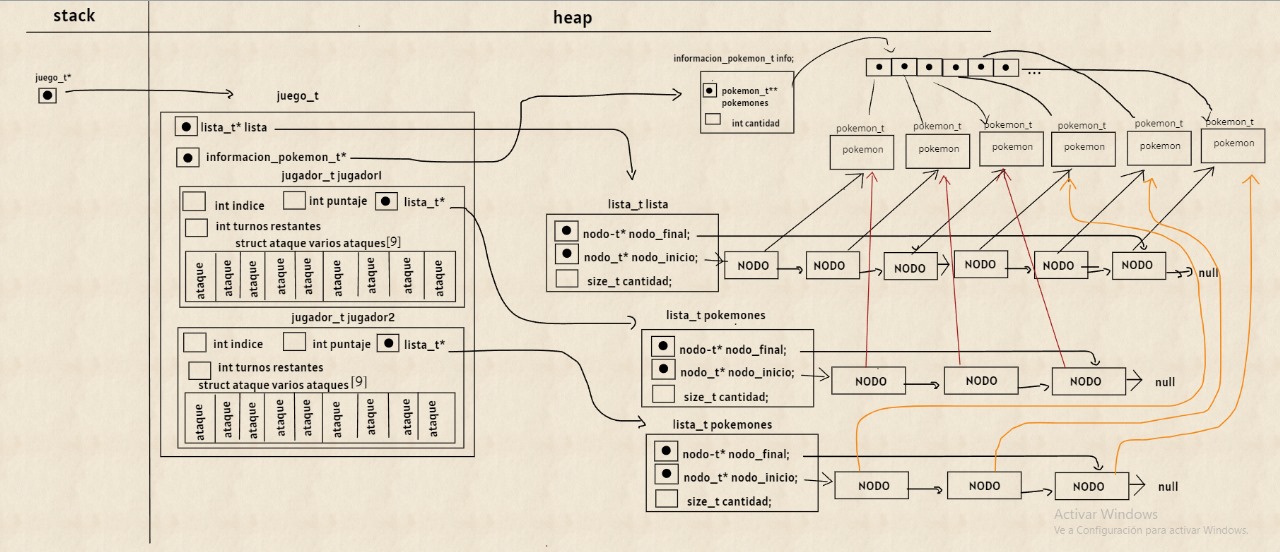 stack
heap
juego_t*
juego_t
lista_t* lista
informacion_pokemon_t*
jugador_t jugador1
int indice
int puntaje
lista_t*
int turnos restantes
struct ataque varios ataques[9]
ataque
ataque
ataque
ataque
ataque
ataque
ataque
ataque
jugador_t jugador2
int indice
int puntaje
lista_t*
int turnos restantes
struct ataque varios ataques[9]
ataque
ataque
ataque
ataque
ataque
ataque
ataque
ataque
informacion_pokemon_t info;
pokemon_t**
pokemones
int cantidad
...
pokemon_t
pokemon_t
pokemon_t
pokemon_t
pokemon_t
pokemon_t
pokemon
pokemon
pokemon
pokemon
pokemon
pokemon
lista_t lista
nodo-t* nodo_final;
nodo_t* nodo_inicio;
size_t cantidad;
NODO
NODO
NODO
NODO
NODO
NODO
null
lista_t pokemones
nodo-t* nodo_final;
nodo_t* nodo_inicio;
size_t cantidad;
NODO
NODO
NODO
null
lista_t pokemones
nodo-t* nodo_final;
nodo_t* nodo_inicio;
size_t cantidad;
NODO
NODO
NODO
null
Activar Windows
Ve a Configuración para activar Windows.